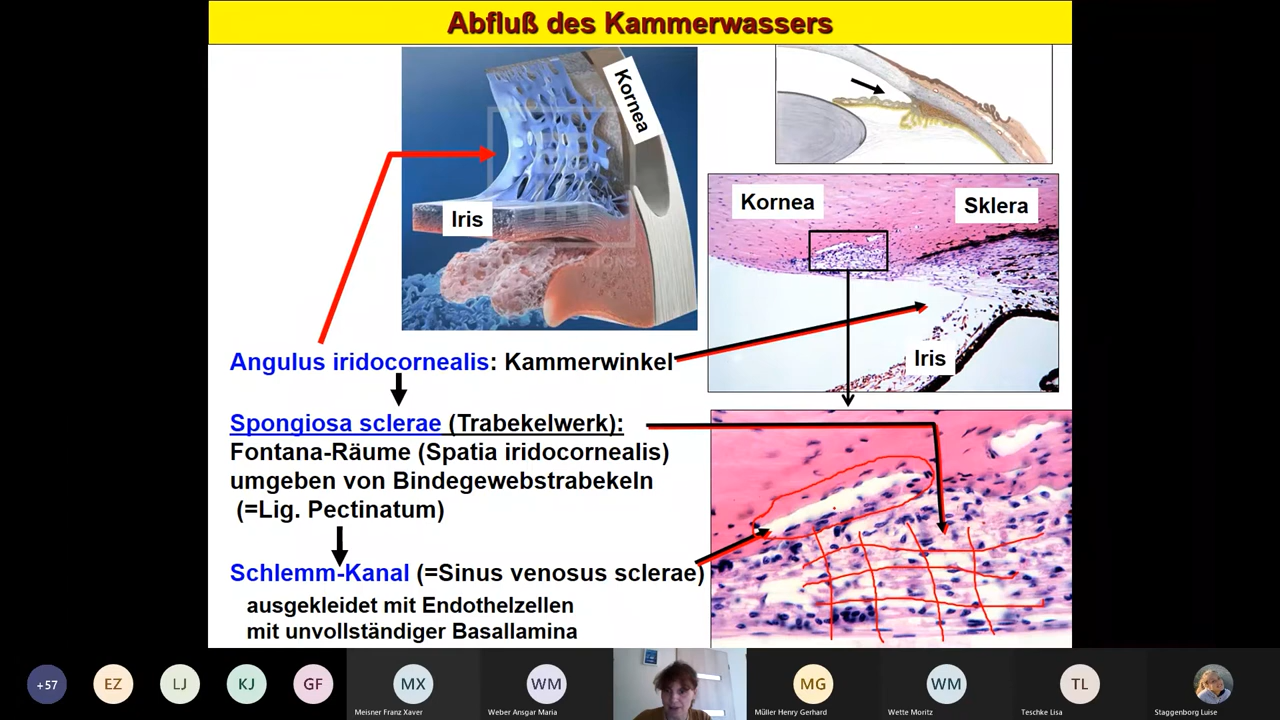 Abfluß des Kammerwassers
Kornea
Iris
Kornea
Sklera
Iris
Angulus iridocornealis: Kammerwinkel
Spongiosa sclerae (Trabekelwerk):
Fontana-Räume (Spatia iridocornealis)
umgeben von Bindegewebstrabekeln
(=Lig. Pectinatum)
Schlemm-Kanal (=Sinus venosus sclerae)
ausgekleidet mit Endothelzellen
mit unvollständiger Basallamina
+57
EZ
LJ
KJ
GF
MX
WM
MG
WM
TL
Meisner Franz Xaver
Weber Ansgar Maria
Müller Henry Gerhard
Wette Moritz
Teschke Lisa
Staggenborg Luise